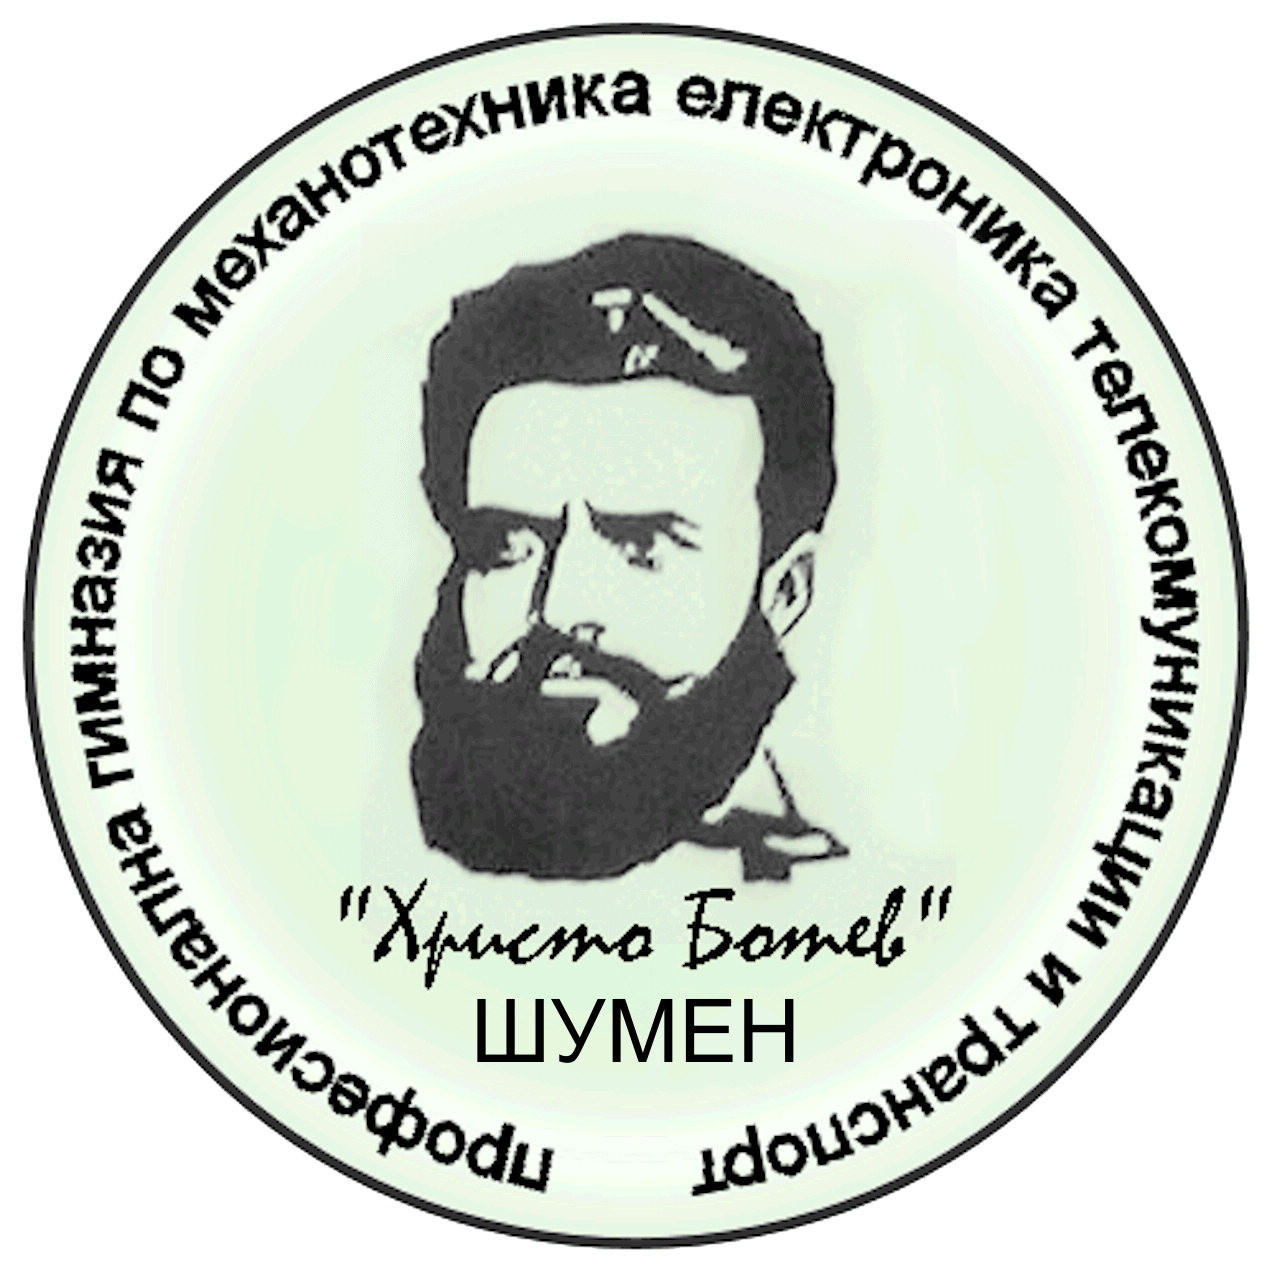 професионална гимназия по механотехника електроника телекомуникации и транспорт
"Христо Ботев"
ШУМЕН